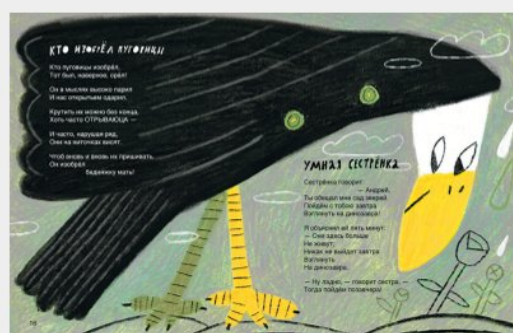 КТО ИЗОБРЁЛ ПУГОВИЦЫ
Кто пуговицы изобрёл,
Тот был, наверное, орёл!
Он в мыслях высоко парил
И нас открытьем одарил.
Крутить их можно без конца,
Хоть часто ОТРЫВАЮЦА —
И часто, нарушая ряд,
Они на ниточках висят.
Чтоб вновь и вновь их пришивать,
Он изобрёл
бедняжку мать!
УМНАЯ СЕСТРЁНКА
Сестрёнка говорит:
— Андрей,
Ты обещал мне сад зверей.
Пойдём с тобою завтра
Взглянуть на динозавра!
Я объяснял ей пять минут:
— Они здесь больше
Не живут;
Никак не выйдет завтра
Взглянуть
На динозавра.
— Ну ладно, — говорит сестра, —
Тогда пойдём позавчера!